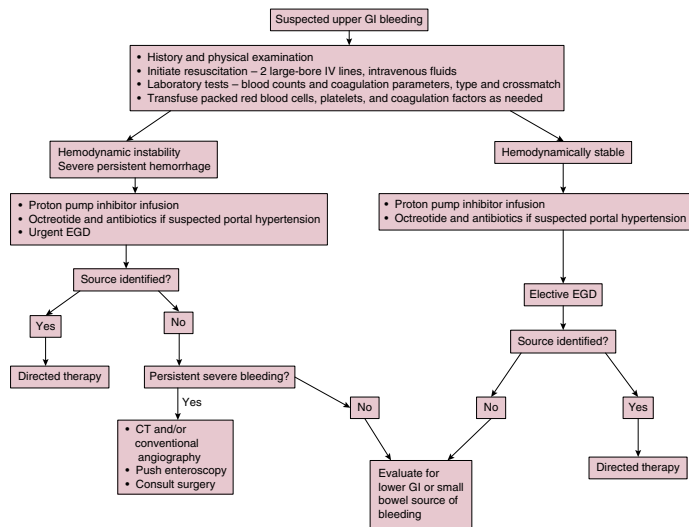 Suspected upper GI bleeding
• History and physical examination
• Initiate resuscitation – 2 large-bore IV lines, intravenous fluids
• Laboratory tests – blood counts and coagulation parameters, type and crossmatch
• Transfuse packed red blood cells, platelets, and coagulation factors as needed
Hemodynamic instability
Severe persistent hemorrhage
Hemodynamically stable
• Proton pump inhibitor infusion
• Octreotide and antibiotics if suspected portal hypertension
• Urgent EGD
• Proton pump inhibitor infusion
• Octreotide and antibiotics if suspected portal hypertension
Source identified?
Elective EGD
Yes
No
Source identified?
Directed therapy
Persistent severe bleeding?
Yes
No
No
Yes
• CT and/or
conventional
angiography
• Push enteroscopy
• Consult surgery
Evaluate for
lower GI or small
bowel source of
bleeding
Directed therapy